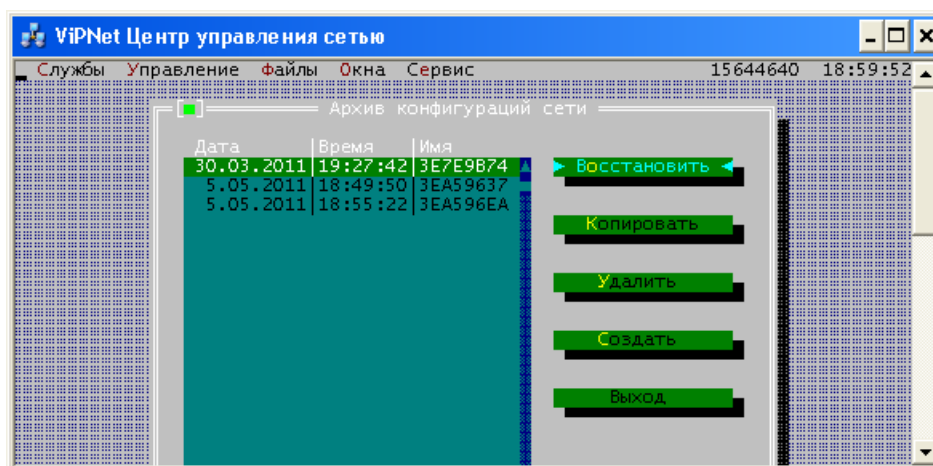 ViPNet Центр управления сетью
Службы Управление Файлы Окна Сервис 15644640 18:59:52
Архив конфигураций сети
Дата |Время |Имя
30.03.2011|19:27:42|3E7E9B74
5.05.2011|18:49:50|3EA59637
5.05.2011|18:55:22|3EA596EA
Восстановить
Копировать
Удалить
Создать
Выход